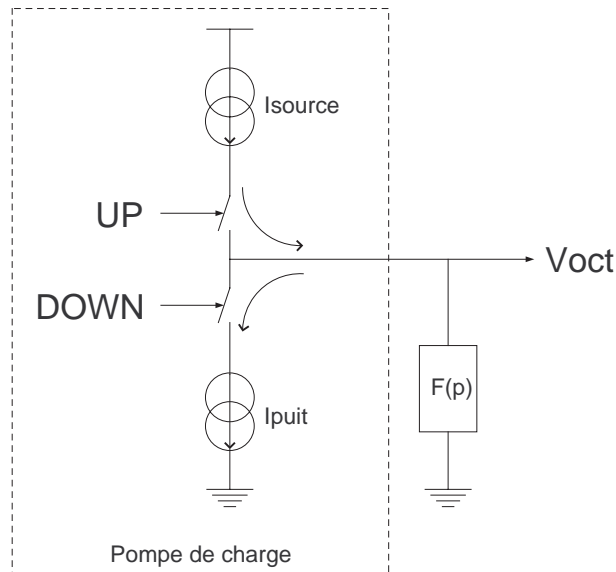 Isource
UP
Voct
DOWN
F(p)
Ipuit
Pompe de charge